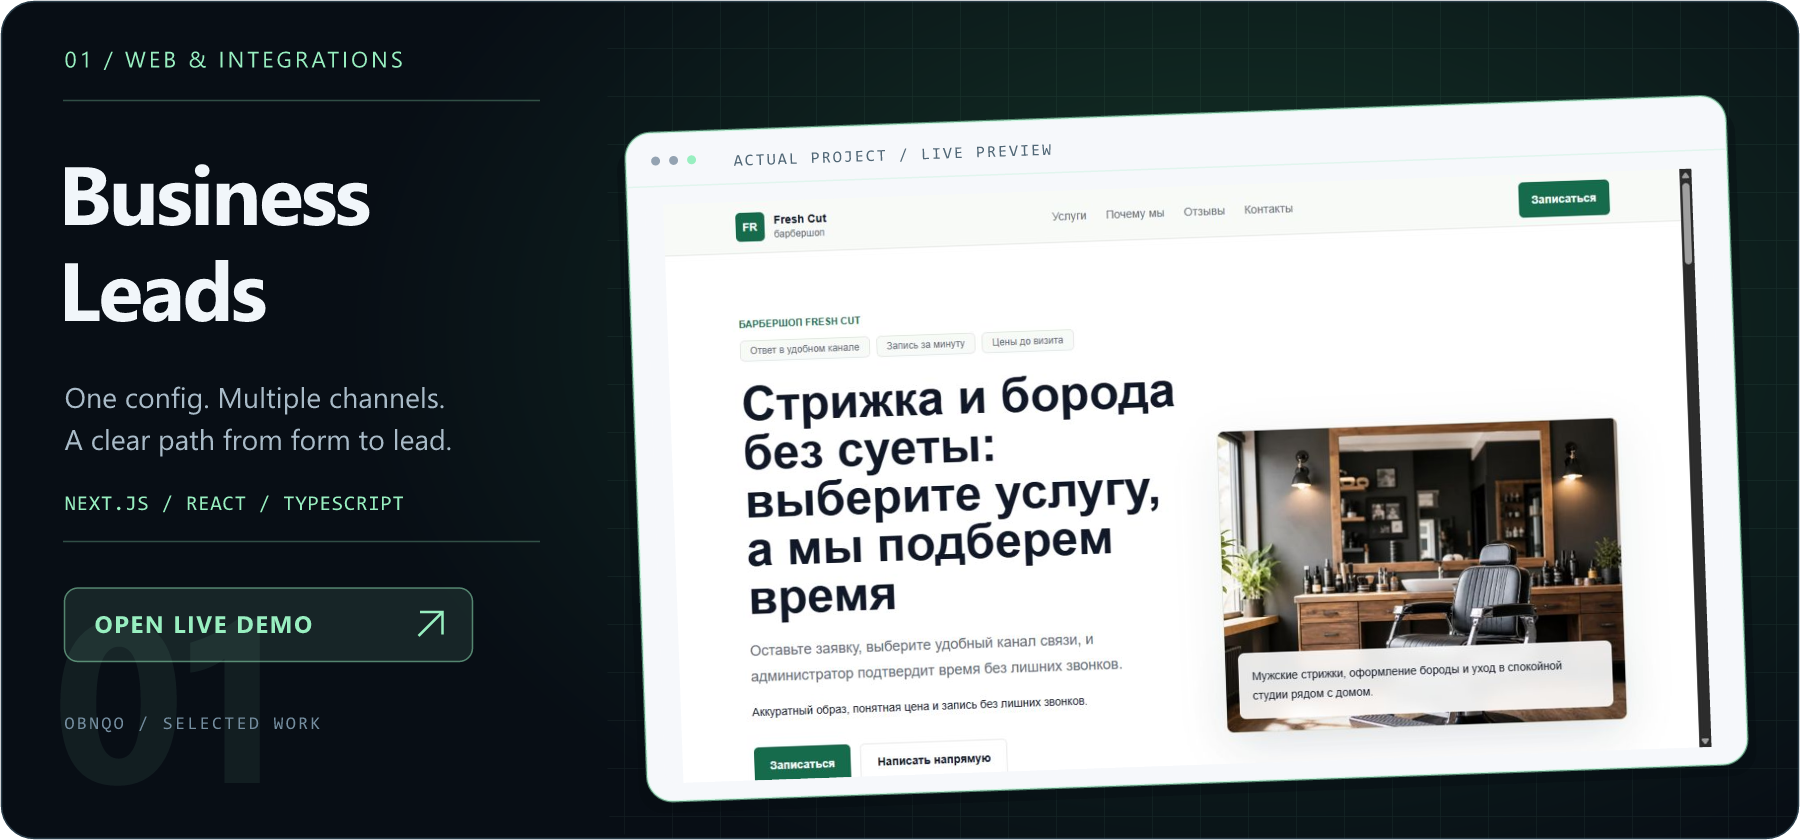 01 / WEB & INTEGRATIONS
Business
Leads
One config. Multiple channels.
A clear path from form to lead.
NEXT.JS / REACT / TYPESCRIPT
OPEN LIVE DEMO
01
OBNQO / SELECTED WORK
ACTUAL PROJECT / LIVE PREVIEW
FR
Fresh Cut
барбершоп
Услуги Почему мы Отзывы Контакты
Записаться
БАРБЕРШОП FRESH CUT
Ответ в удобном канале Запись за минуту Цены до визита
Стрижка и борода
без суеты:
выберите услугу,
а мы подберем
время
Оставьте заявку, выберите удобный канал связи, и
администратор подтвердит время без лишних звонков.
Аккуратный образ, понятная цена и запись без лишних звонков.
Записаться Написать напрямую
Мужские стрижки, оформление бороды и уход в спокойной
студии рядом с домом.